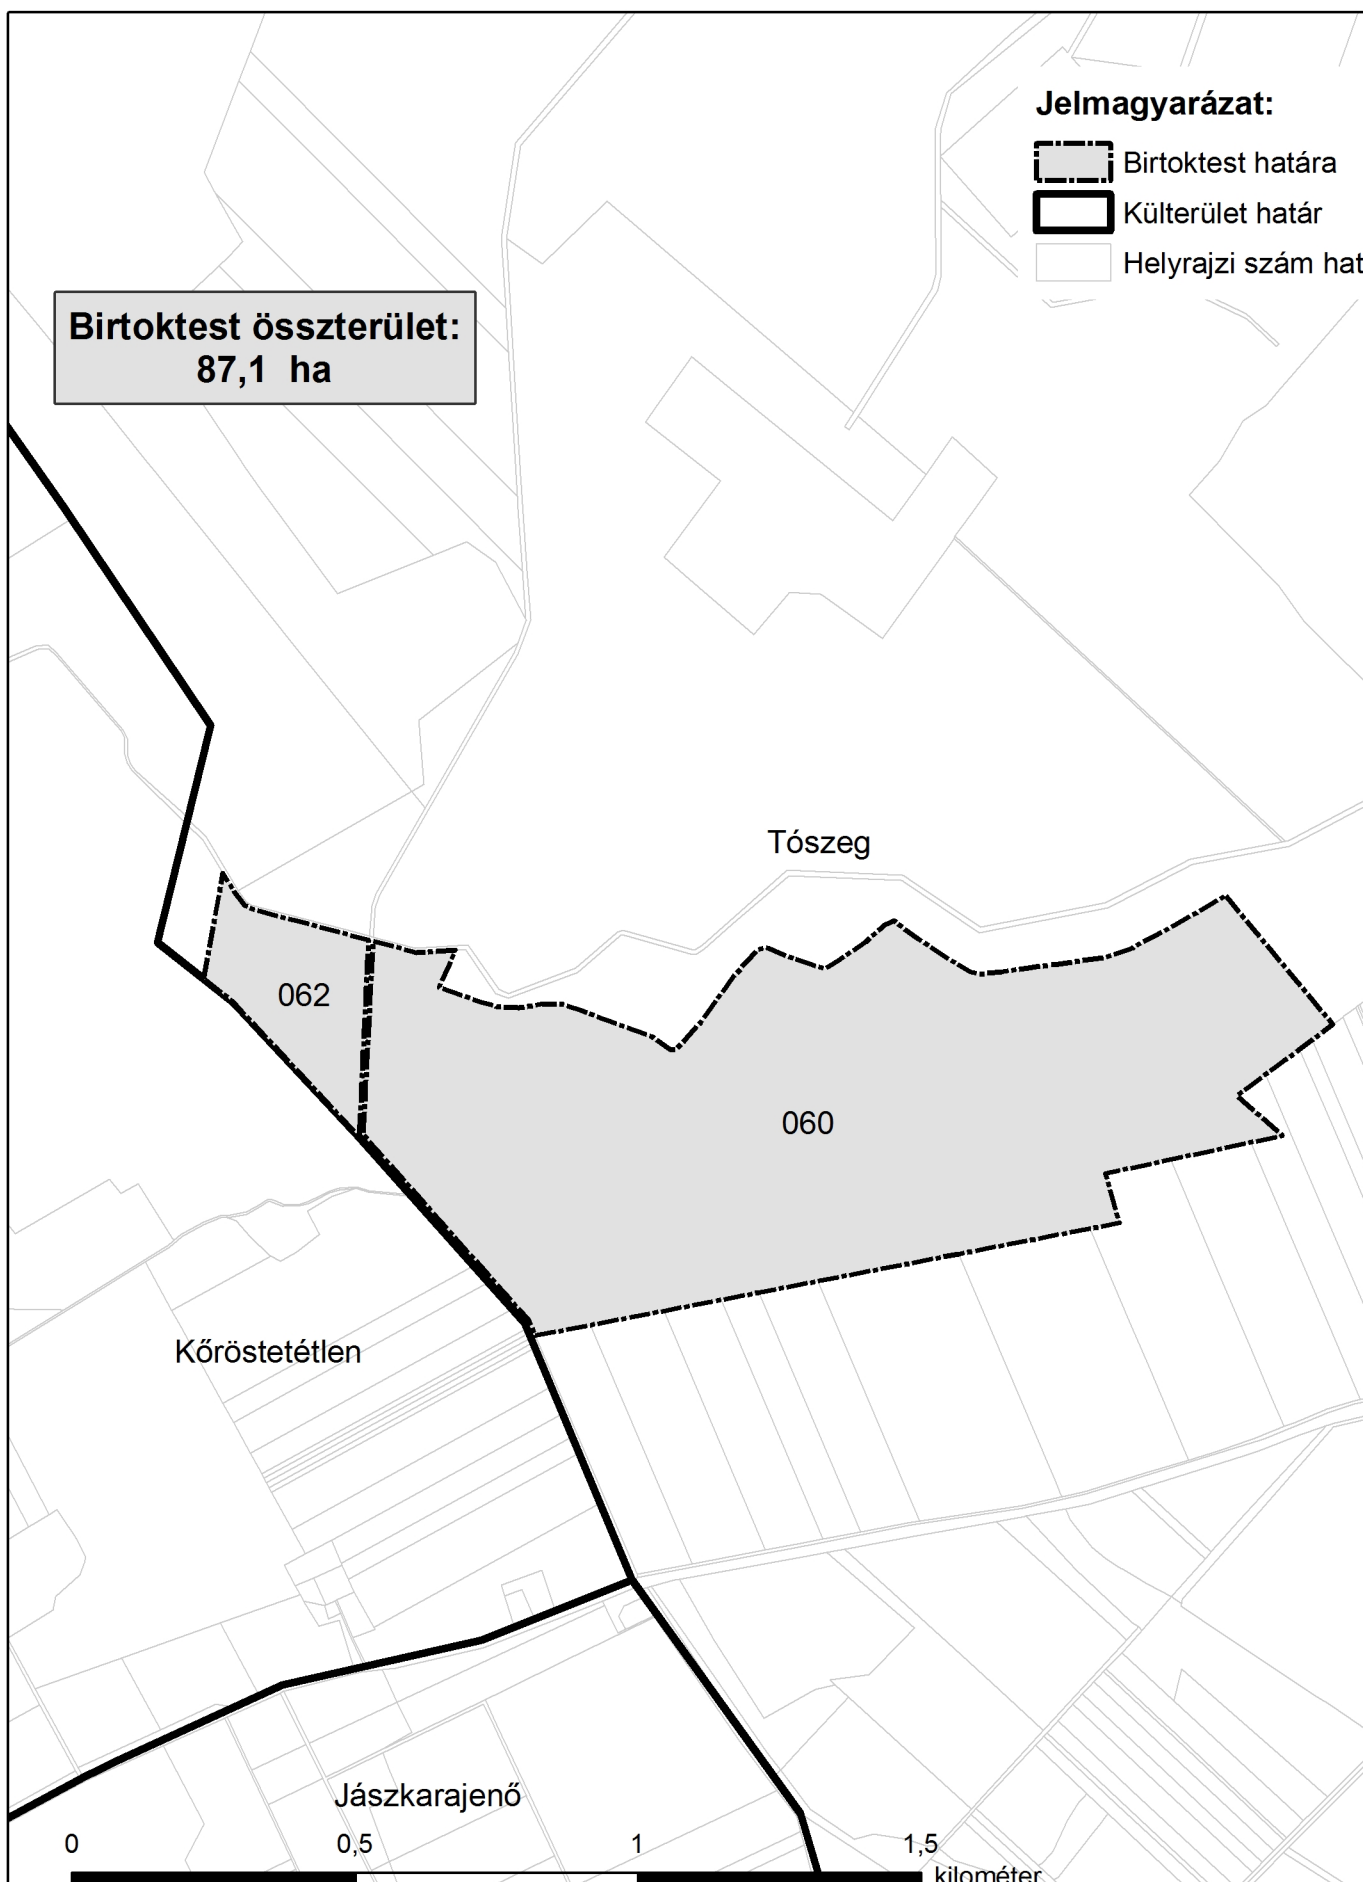 Jelmagyarázat:
Birtoktest határa
Külterület határ
Helyrajzi szám hat
Birtoktest összterület:
87,1 ha
Tószeg
062
060
Kőröstetétlen
Jászkarajenő
0 0,5 1 1,5
kilométer